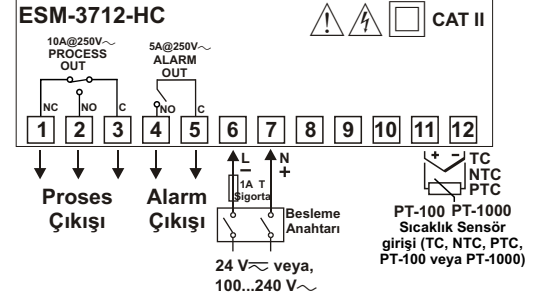 ESM-3712-HC
CAT II
10A@250V～
PROCESS
OUT
5A@250V～
ALARM
OUT
NC NO C NO C
1 2 3 4 5 6 7 8 9 10 11 12
L N + - TC
- + NTC
1A T PTC
Sigorta
Proses
Çıkışı
Alarm
Çıkışı
Besleme
Anahtarı
PT-100 PT-1000
Sıcaklık Sensör
girişi (TC, NTC, PTC,
PT-100 veya PT-1000)
24 V⎓～ veya,
100...240 V～